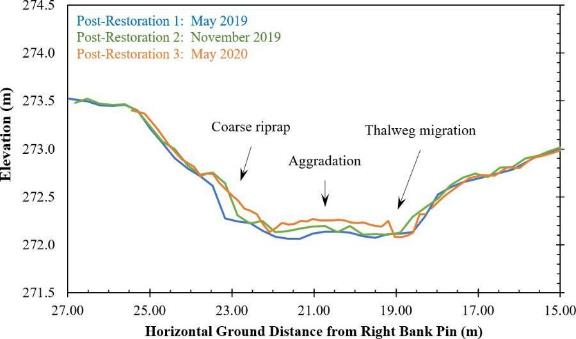 274.5
Post-Restoration 1: May 2019
Post-Restoration 2: November 2019
Post-Restoration 3: May 2020
274.0
273.5
273.0
272.5
272.0
271.5
Elevation (m)
Coarse riprap
Aggradation
Thalweg migration
27.00 25.00 23.00 21.00 19.00 17.00 15.00
Horizontal Ground Distance from Right Bank Pin (m)